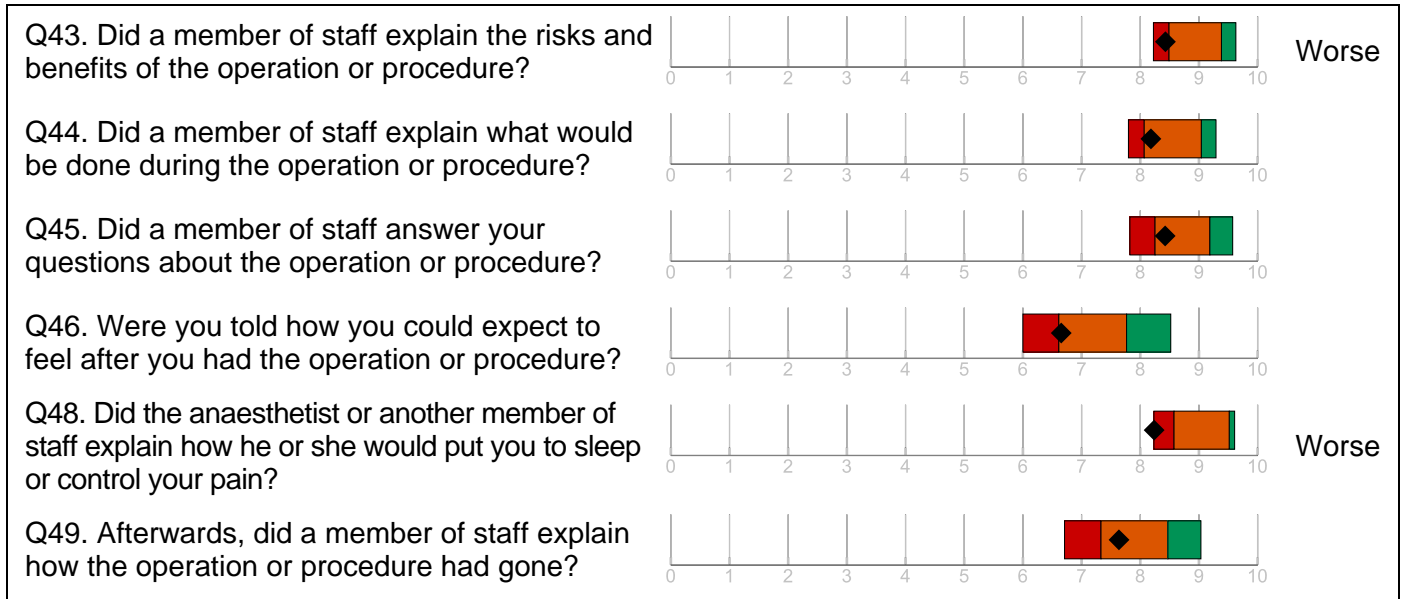 Q43. Did a member of staff explain the risks and
benefits of the operation or procedure?
Worse
0 1 2 3 4 5 6 7 8 9 10
Q44. Did a member of staff explain what would
be done during the operation or procedure?
0 1 2 3 4 5 6 7 8 9 10
Q45. Did a member of staff answer your
questions about the operation or procedure?
0 1 2 3 4 5 6 7 8 9 10
Q46. Were you told how you could expect to
feel after you had the operation or procedure?
0 1 2 3 4 5 6 7 8 9 10
Q48. Did the anaesthetist or another member of
staff explain how he or she would put you to sleep
or control your pain?
Worse
0 1 2 3 4 5 6 7 8 9 10
Q49. Afterwards, did a member of staff explain
how the operation or procedure had gone?
0 1 2 3 4 5 6 7 8 9 10